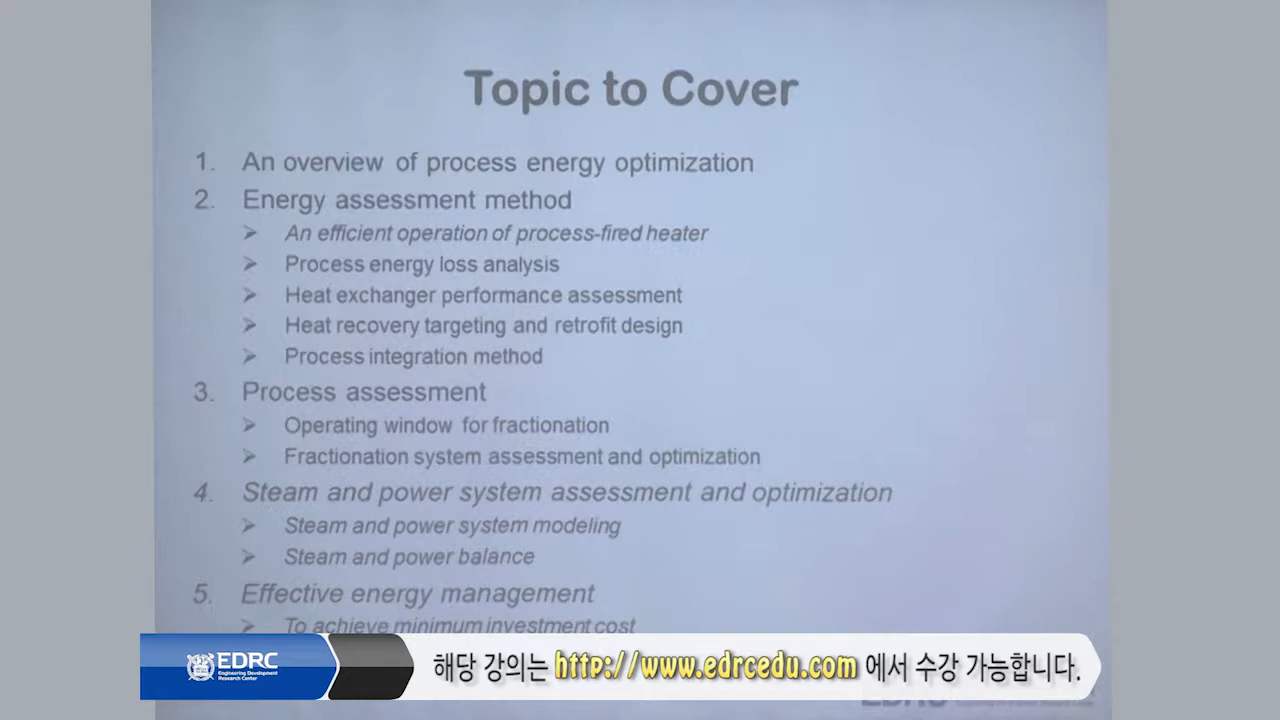 Topic to Cover
1. An overview of process energy optimization
2. Energy assessment method
➤ An efficient operation of process-fired heater
➤ Process energy loss analysis
➤ Heat exchanger performance assessment
➤ Heat recovery targeting and retrofit design
➤ Process integration method
3. Process assessment
➤ Operating window for fractionation
➤ Fractionation system assessment and optimization
4. Steam and power system assessment and optimization
➤ Steam and power system modeling
➤ Steam and power balance
5. Effective energy management
➤ To achieve minimum investment cost
EDRC
Engineering Development
Research Center
해당 강의는 http://www.edrcedu.com 에서 수강 가능합니다.
EDRC